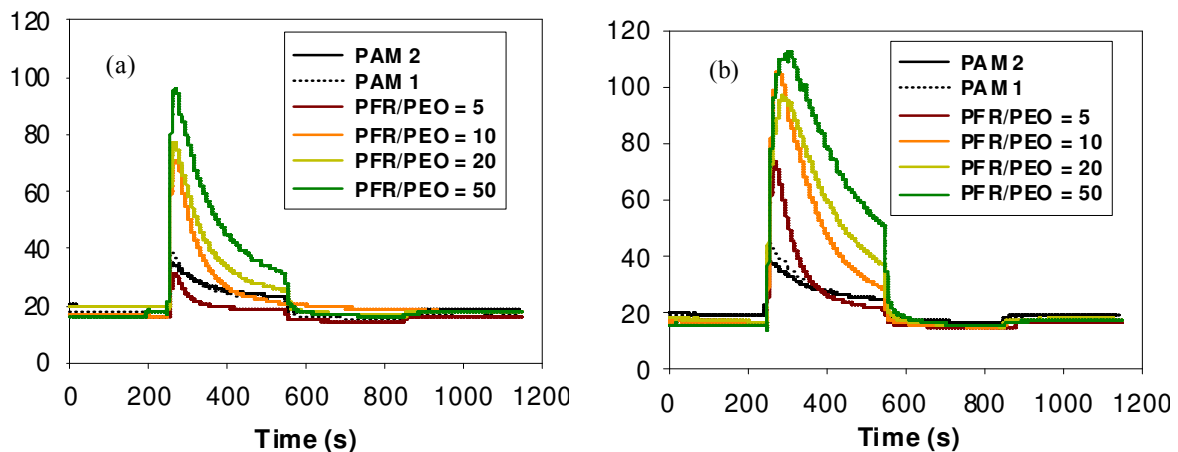 120
100
80
60
40
20
0
0 200 400 600 800 1000 1200
Time (s)
(a)
PAM 2
PAM 1
PFR/PEO = 5
PFR/PEO = 10
PFR/PEO = 20
PFR/PEO = 50
120
100
80
60
40
20
0
0 200 400 600 800 1000 1200
Time (s)
(b)
PAM 2
PAM 1
PFR/PEO = 5
PFR/PEO = 10
PFR/PEO = 20
PFR/PEO = 50